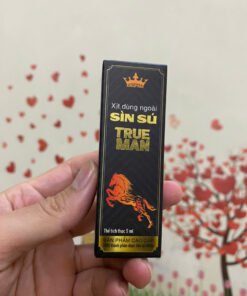 Xịt dùng ngoài
SÌN SÚ
TRUE
MAN
Thể tích thực 5 ml
SẢN PHẨM CAO CẤP